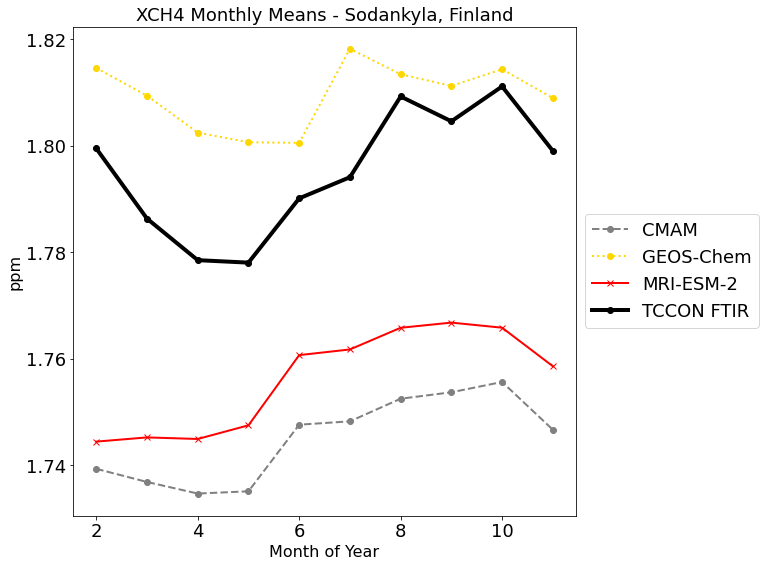 XCH4 Monthly Means - Sodankyla, Finland
1.82
1.80
1.78
1.76
1.74
ppm
2
4
6
8
10
Month of Year
CMAM
GEOS-Chem
MRI-ESM-2
TCCON FTIR